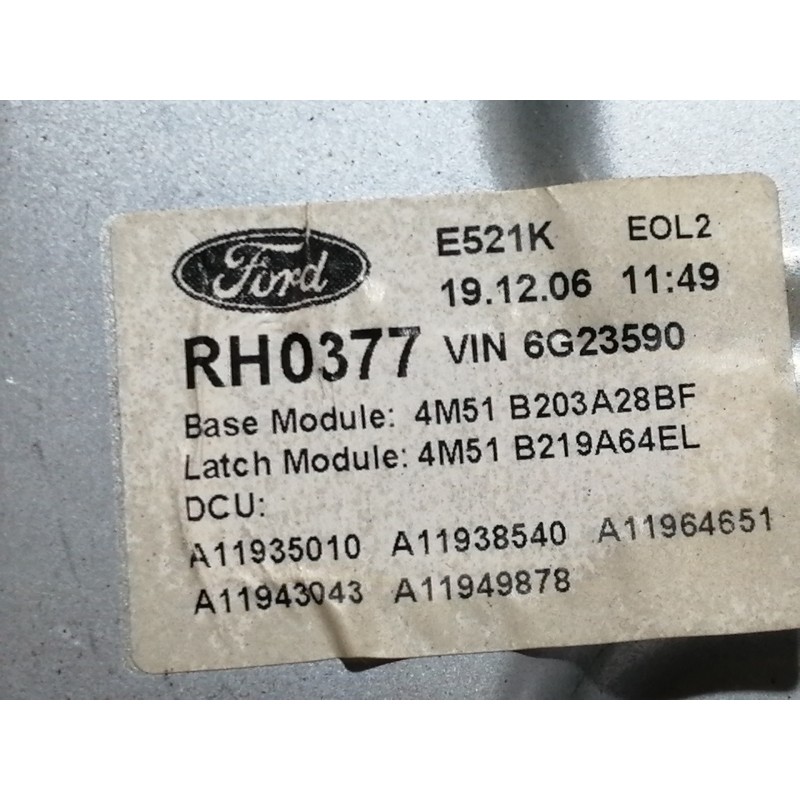 Ford
E521K EOL2
19.12.06 11:49
RH0377 VIN 6G23590
Base Module: 4M51 B203A28BF
Latch Module: 4M51 B219A64EL
DCU:
A11935010 A11938540 A11964651
A11943043 A11949878